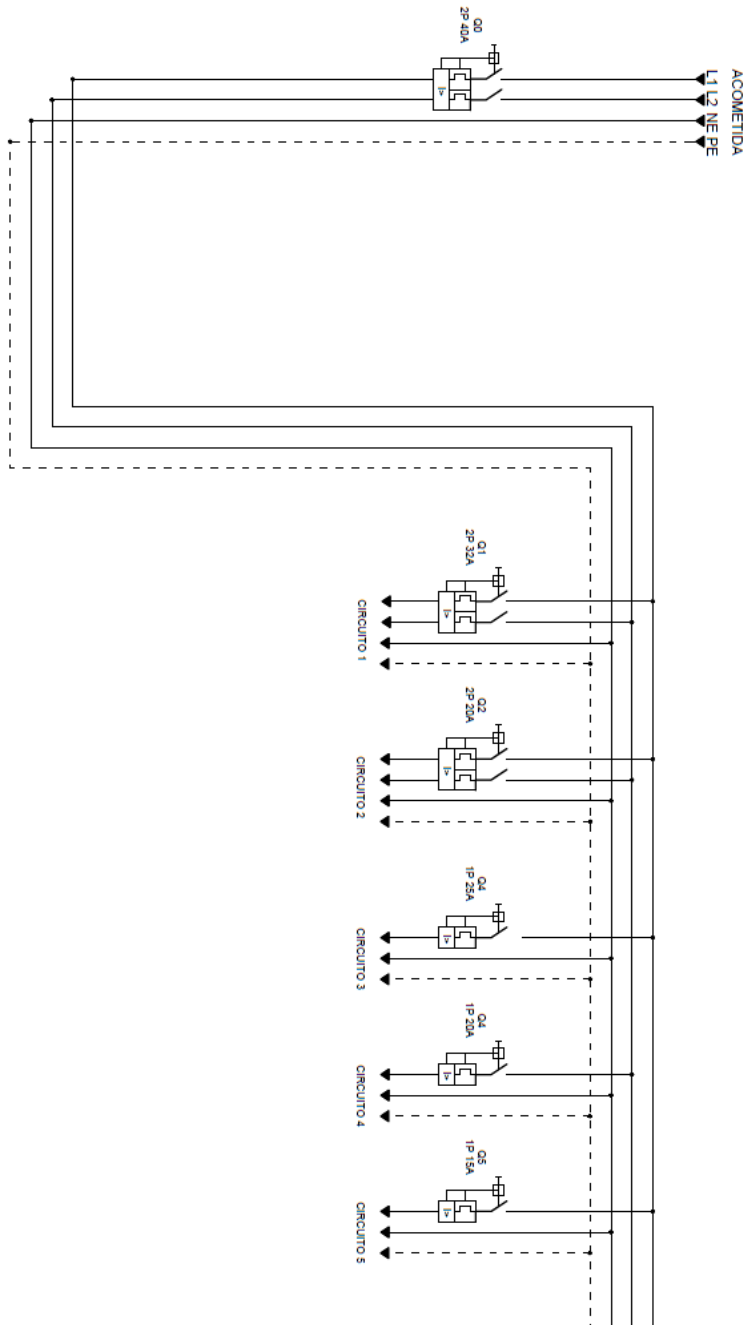 ACOMETIDA
L1 L2 NE PE
Q0
2P 40A
I>
Q1
2P 32A
I>
CIRCUITO 1
Q2
2P 20A
I>
CIRCUITO 2
Q4
1P 25A
I>
CIRCUITO 3
Q4
1P 20A
I>
CIRCUITO 4
Q5
1P 15A
I>
CIRCUITO 5